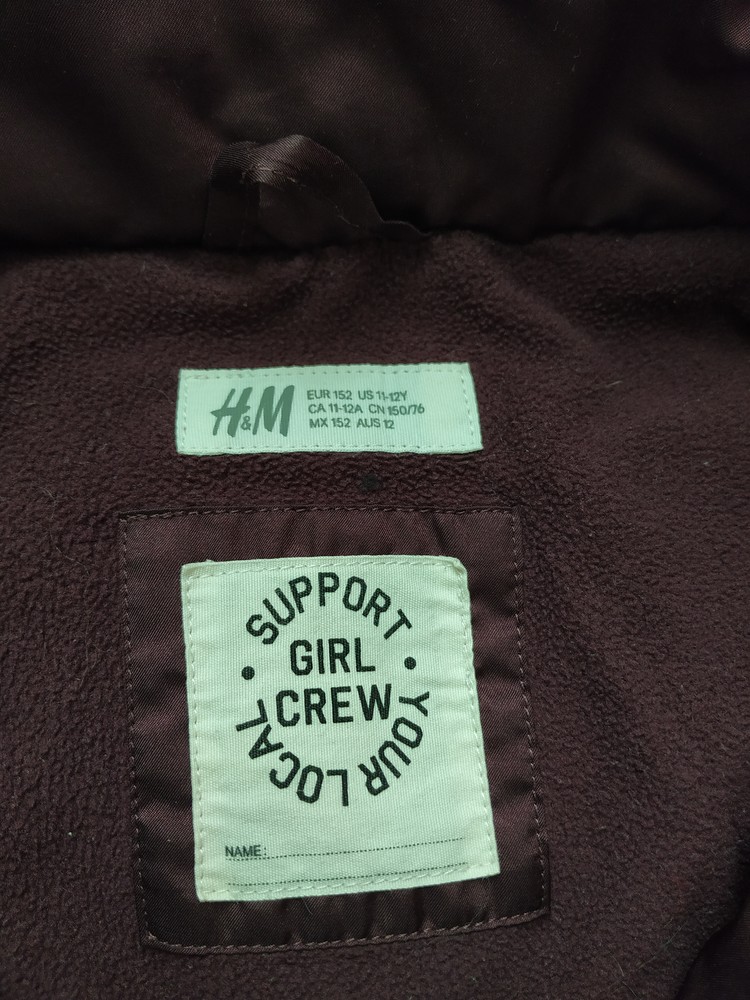 H&M
EUR 152 US 11-12Y
CA 11-12A CN 150/76
MX 152 AUS 12
SUPPORT
GIRL
CREW
YOUR LOCAL
NAME: